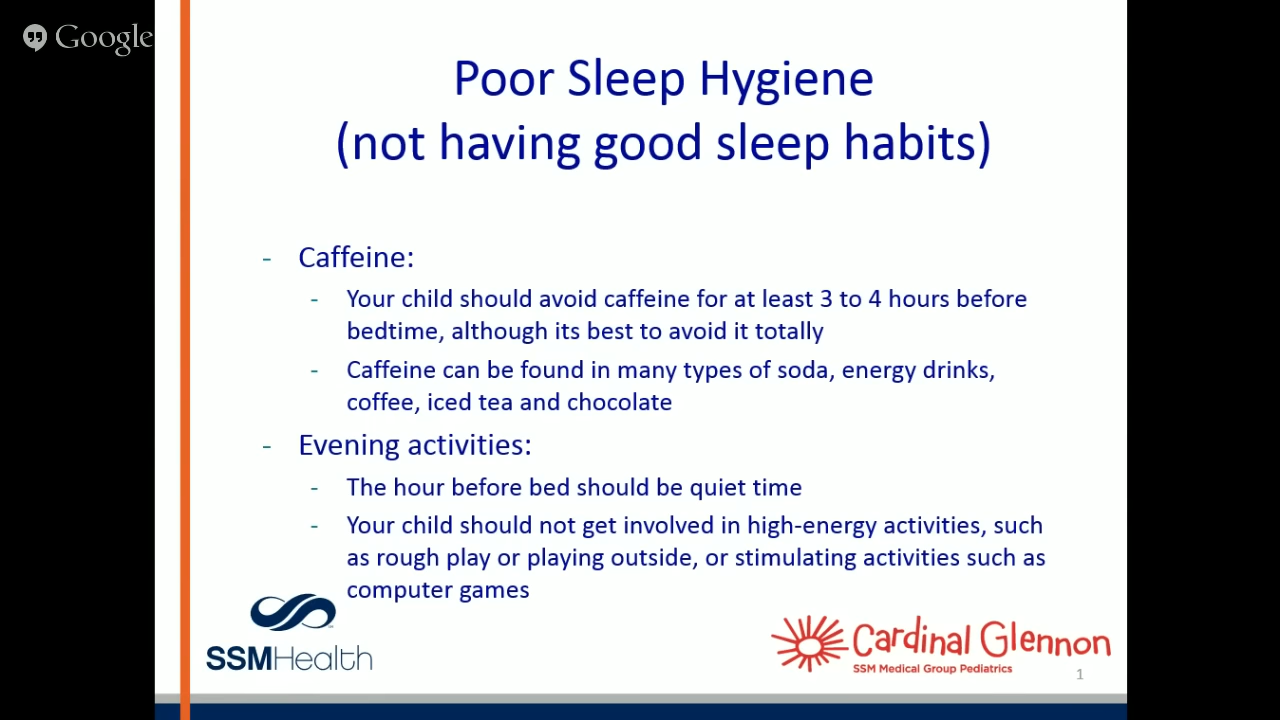 Google
Poor Sleep Hygiene
(not having good sleep habits)
- Caffeine:
- Your child should avoid caffeine for at least 3 to 4 hours before
bedtime, although its best to avoid it totally
- Caffeine can be found in many types of soda, energy drinks,
coffee, iced tea and chocolate
- Evening activities:
- The hour before bed should be quiet time
- Your child should not get involved in high-energy activities, such
as rough play or playing outside, or stimulating activities such as
computer games
SSMHealth
Cardinal Glennon
SSM Medical Group Pediatrics
1